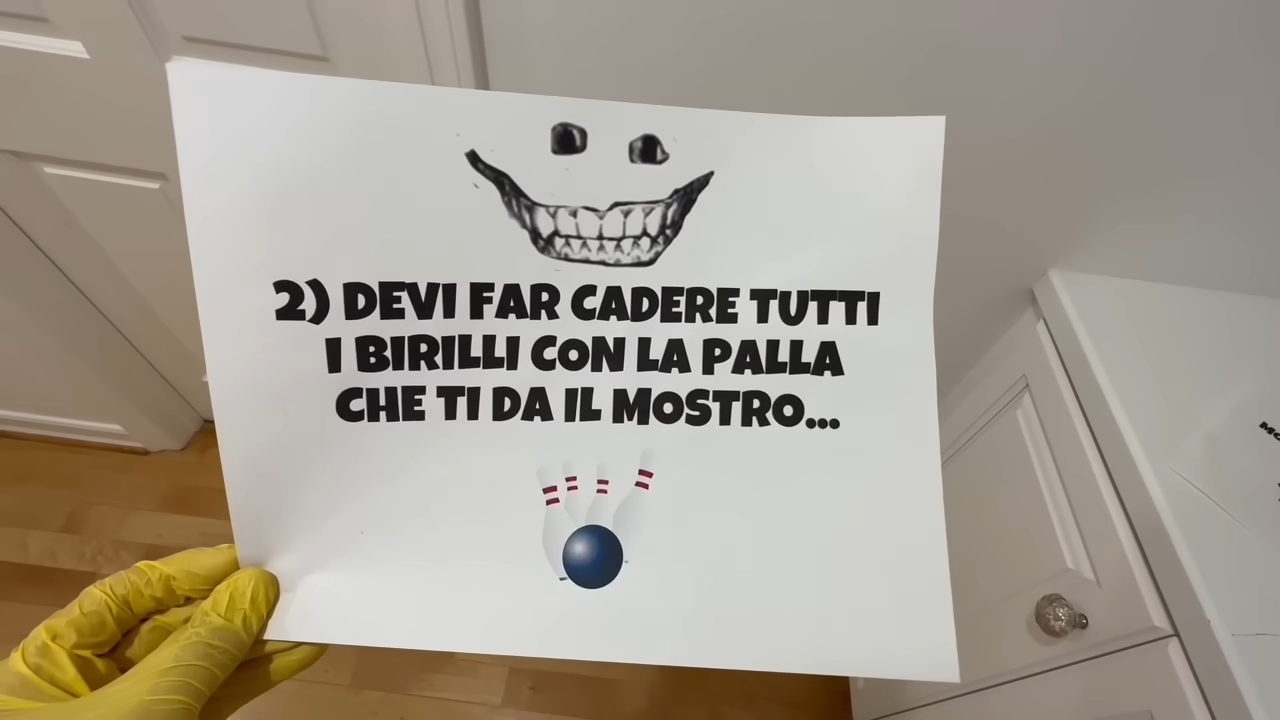 2) DEVI FAR CADERE TUTTI
I BIRILLI CON LA PALLA
CHE TI DA IL MOSTRO...